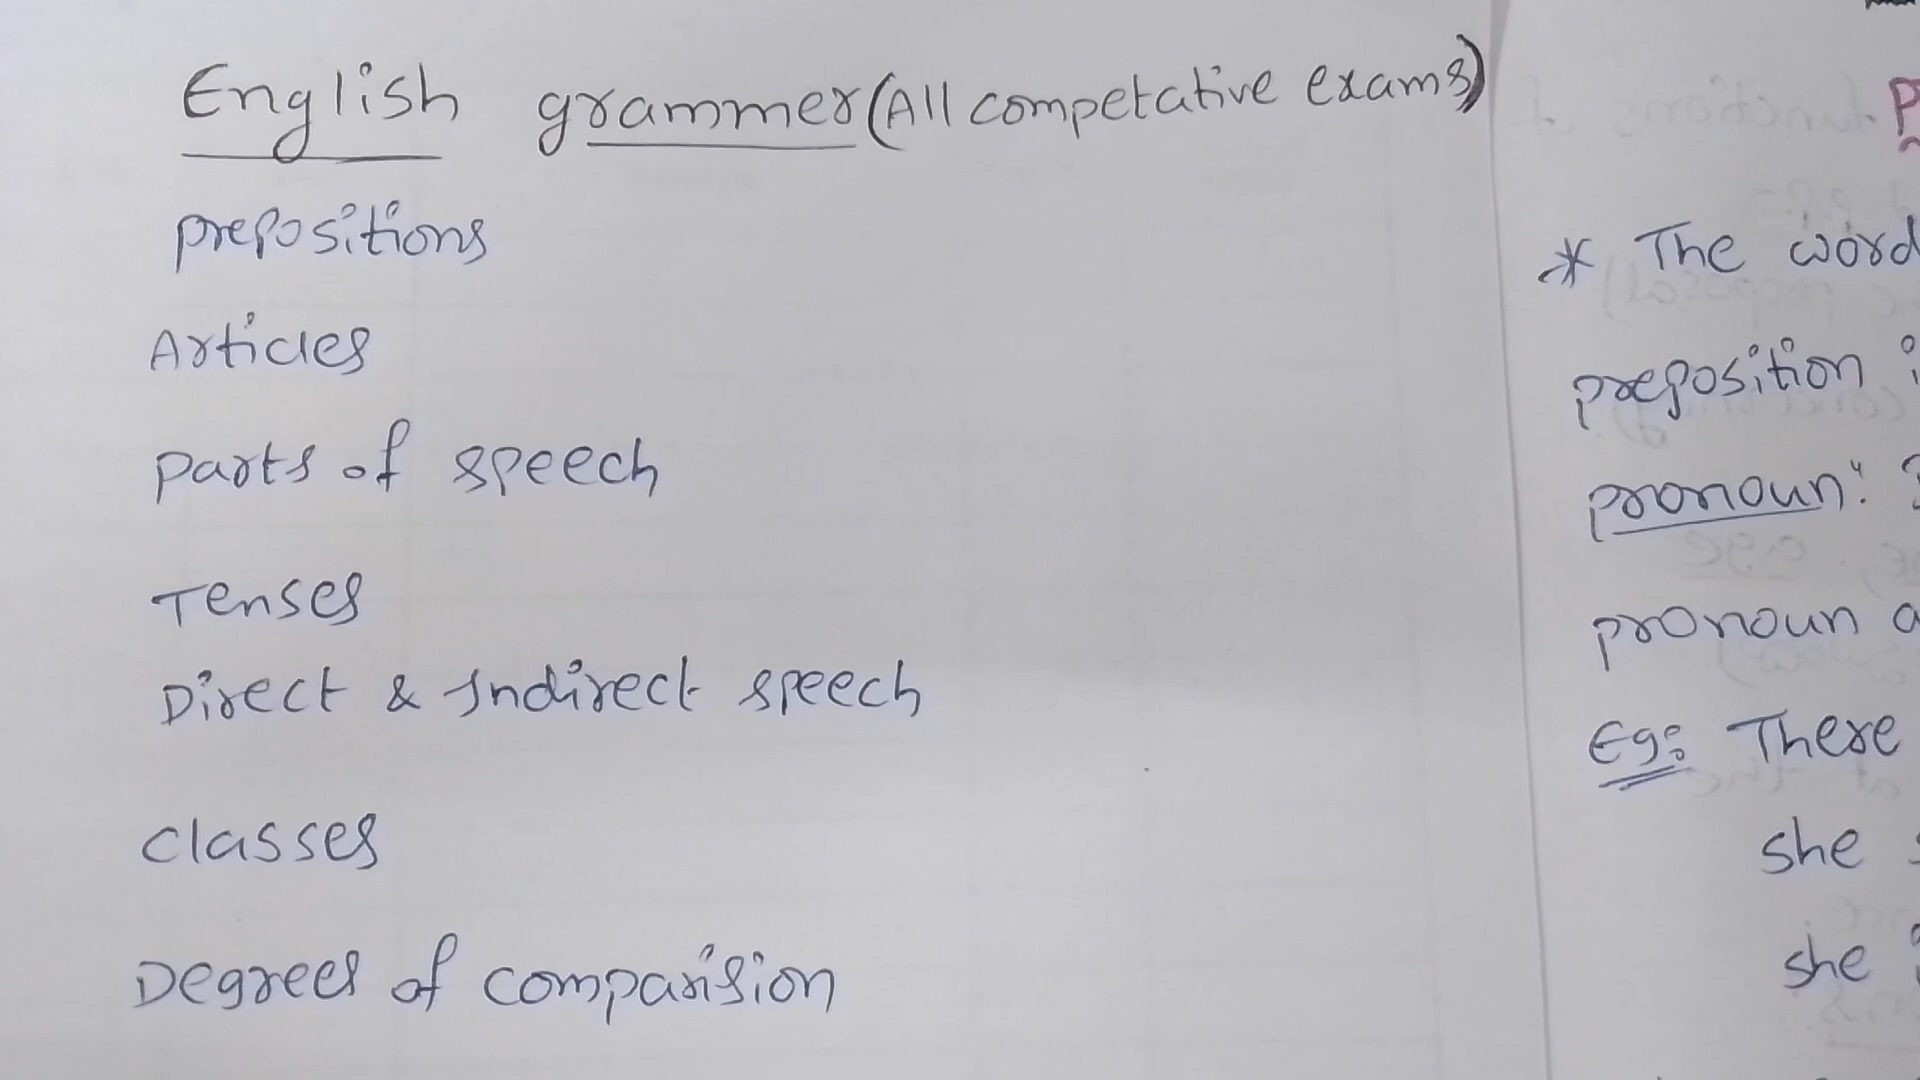 English grammer (All competative exams)
prepositions
Articles
parts of speech
Tenses
Direct & Indirect speech
classes
Degrees of comparision
* The word
preposition
pronoun"
pronoun a
Eg: There
she
she